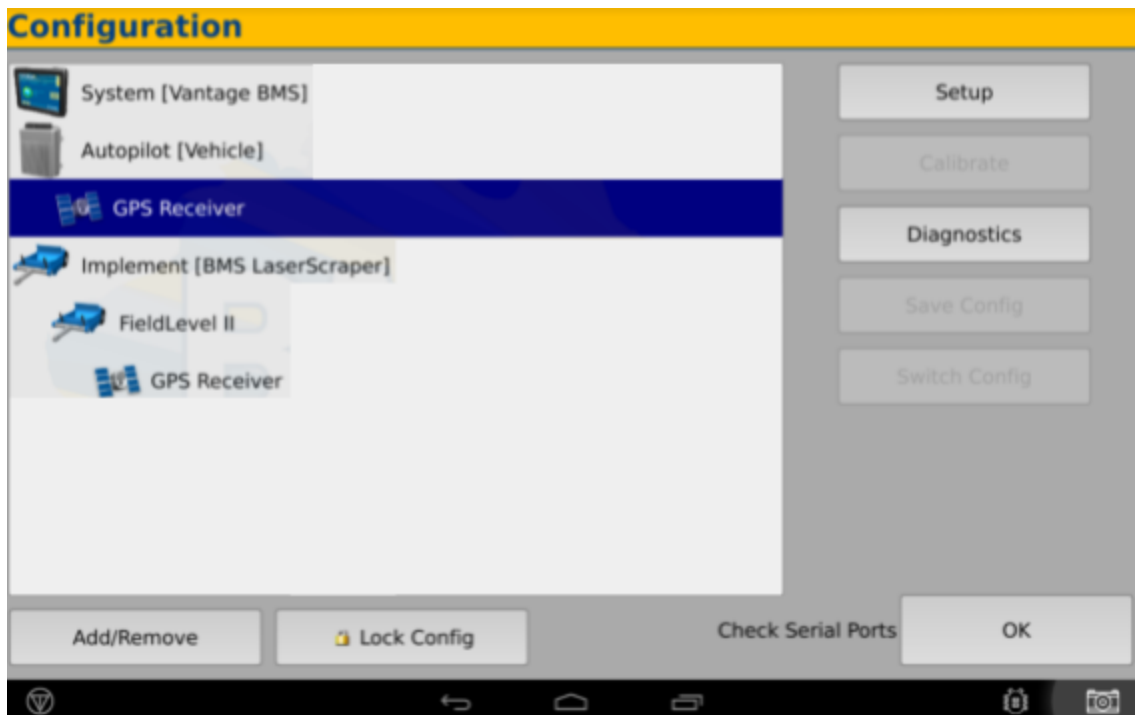 Configuration
System [Vantage BMS]
Autopilot [Vehicle]
GPS Receiver
Implement [BMS LaserScraper]
FieldLevel II
GPS Receiver
Setup
Calibrate
Diagnostics
Save Config
Switch Config
Add/Remove
Lock Config
Check Serial Ports
OK